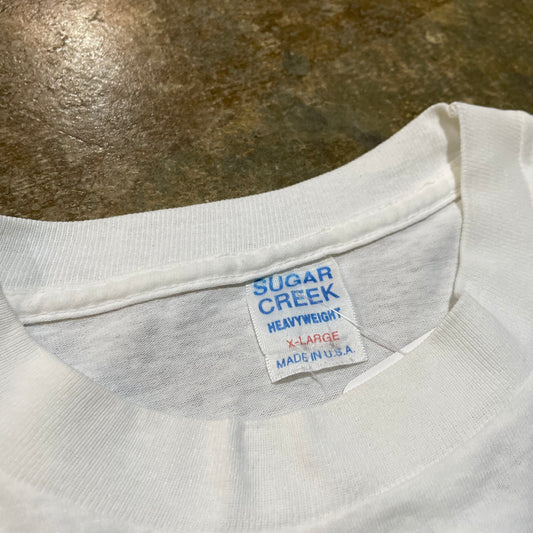 SUGAR
CREEK
HEAVYWEIGHT
X-LARGE
MADE IN U.S.A.